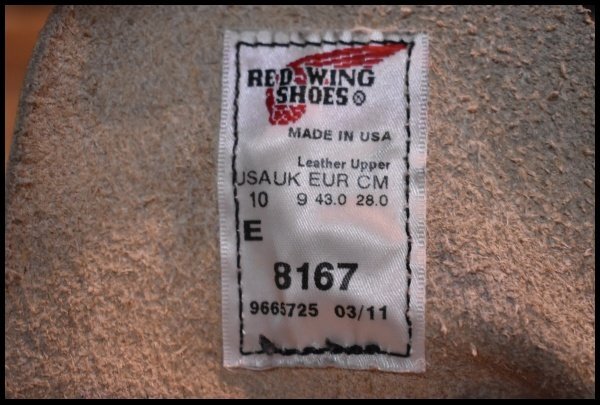 RED WING
SHOES®
MADE IN USA
Leather Upper
USA UK EUR CM
10 9 43.0 28.0
E
8167
9665725 03/11